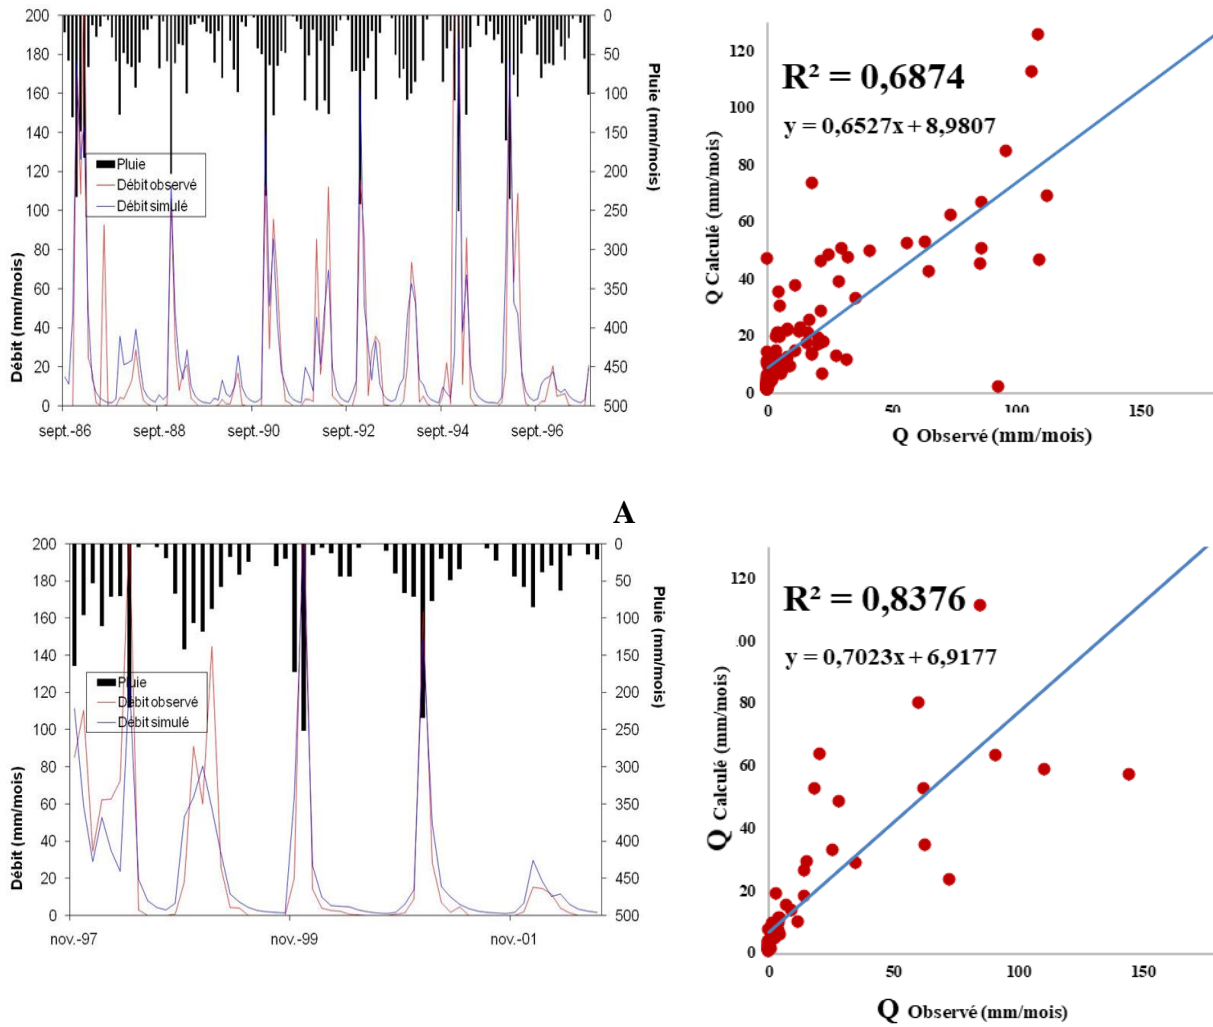 200
180
160
140
120
100
80
60
40
20
0
Débit (mm/mois)
0
50
100
150
200
250
300
350
400
450
500
Pluie (mm/mois)
Pluie
Débit observé
Débit simulé
sept.-86 sept.-88 sept.-90 sept.-92 sept.-94 sept.-96
R² = 0,6874
y = 0,6527x + 8,9807
120
100
80
60
40
20
0
Q Calculé (mm/mois)
0 50 100 150
Q Observé (mm/mois)
A
200
180
160
140
120
100
80
60
40
20
0
Débit (mm/mois)
0
50
100
150
200
250
300
350
400
450
500
Pluie (mm/mois)
Pluie
Débit observé
Débit simulé
nov.-97 nov.-99 nov.-01
R² = 0,8376
y = 0,7023x + 6,9177
120
.00
80
60
40
20
0
Q Calculé (mm/mois)
0 50 100 150
Q Observé (mm/mois)